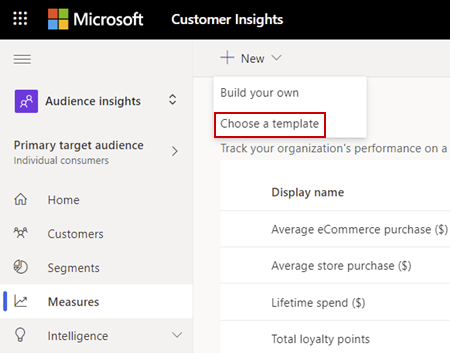 Microsoft Customer Insights
Audience insights
Primary target audience
Individual consumers
Home
Customers
Segments
Measures
Intelligence
New
Build your own
Choose a template
Track your organization's performance on a
Display name
Average eCommerce purchase ($)
Average store purchase ($)
Lifetime spend ($)
Total loyalty points